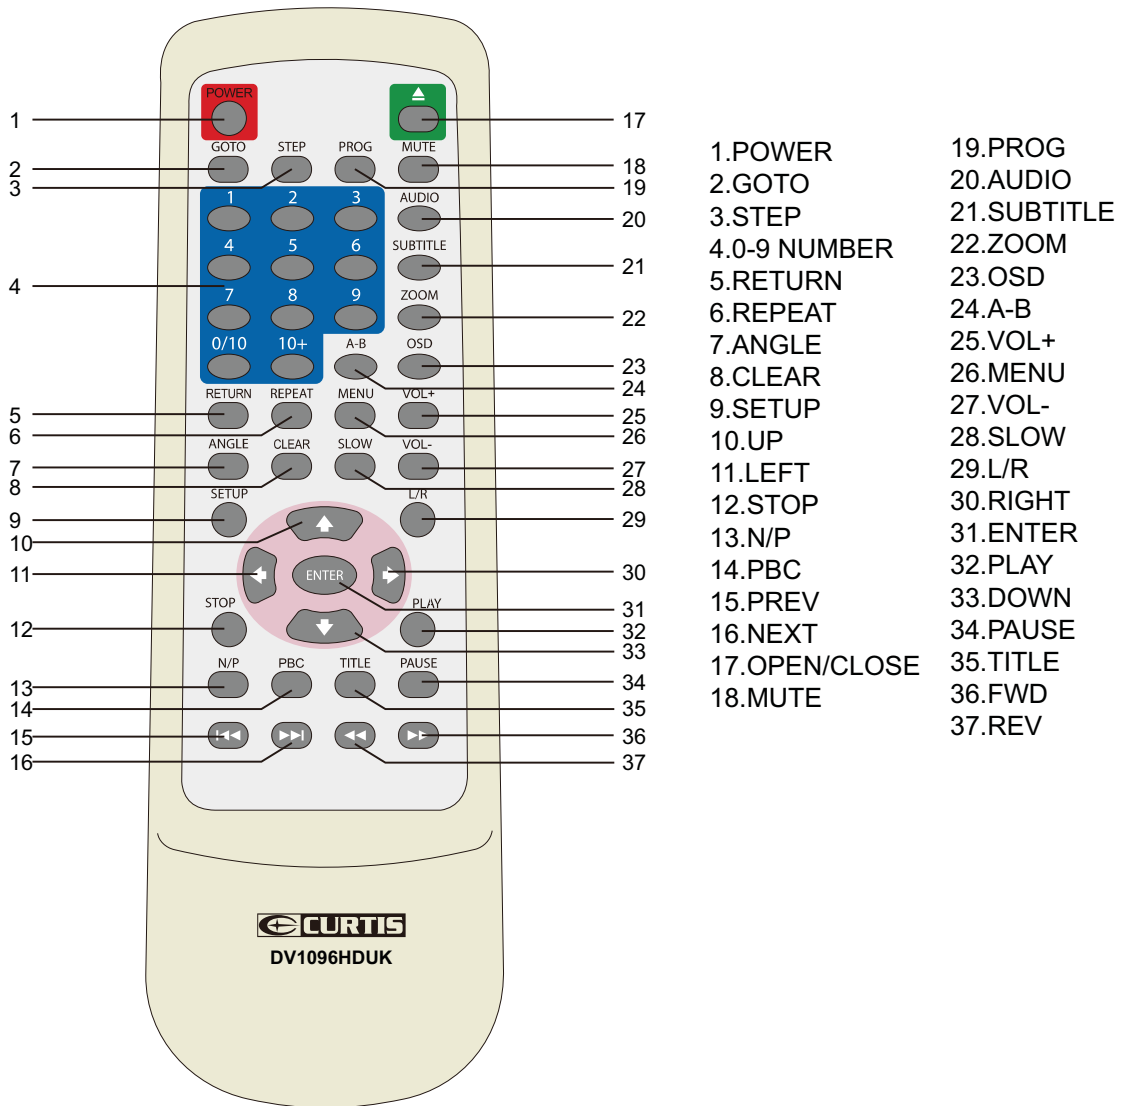 POWER
1
17
GOTO STEP PROG MUTE
2
18
3
19
1 2 3 AUDIO
20
4 5 6 SUBTITLE
21
4
7 8 9 ZOOM
22
0/10 10+ A-B OSD
23
24
RETURN REPEAT MENU VOL+
5
25
6
26
ANGLE CLEAR SLOW VOL-
7
27
8
28
SETUP L/R
9
29
10
11
ENTER
30
31
STOP PLAY
12
32
33
N/P PBC TITLE PAUSE
13
34
14
35
15
36
16
37
CURTIS
DV1096HDUK
1.POWER
2.GOTO
3.STEP
4.0-9 NUMBER
5.RETURN
6.REPEAT
7.ANGLE
8.CLEAR
9.SETUP
10.UP
11.LEFT
12.STOP
13.N/P
14.PBC
15.PREV
16.NEXT
17.OPEN/CLOSE
18.MUTE
19.PROG
20.AUDIO
21.SUBTITLE
22.ZOOM
23.OSD
24.A-B
25.VOL+
26.MENU
27.VOL-
28.SLOW
29.L/R
30.RIGHT
31.ENTER
32.PLAY
33.DOWN
34.PAUSE
35.TITLE
36.FWD
37.REV